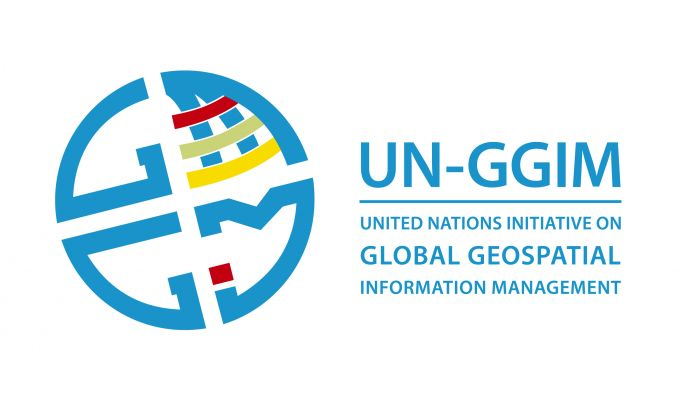 UN-GGIM
UNITED NATIONS INITIATIVE ON
GLOBAL GEOSPATIAL
INFORMATION MANAGEMENT